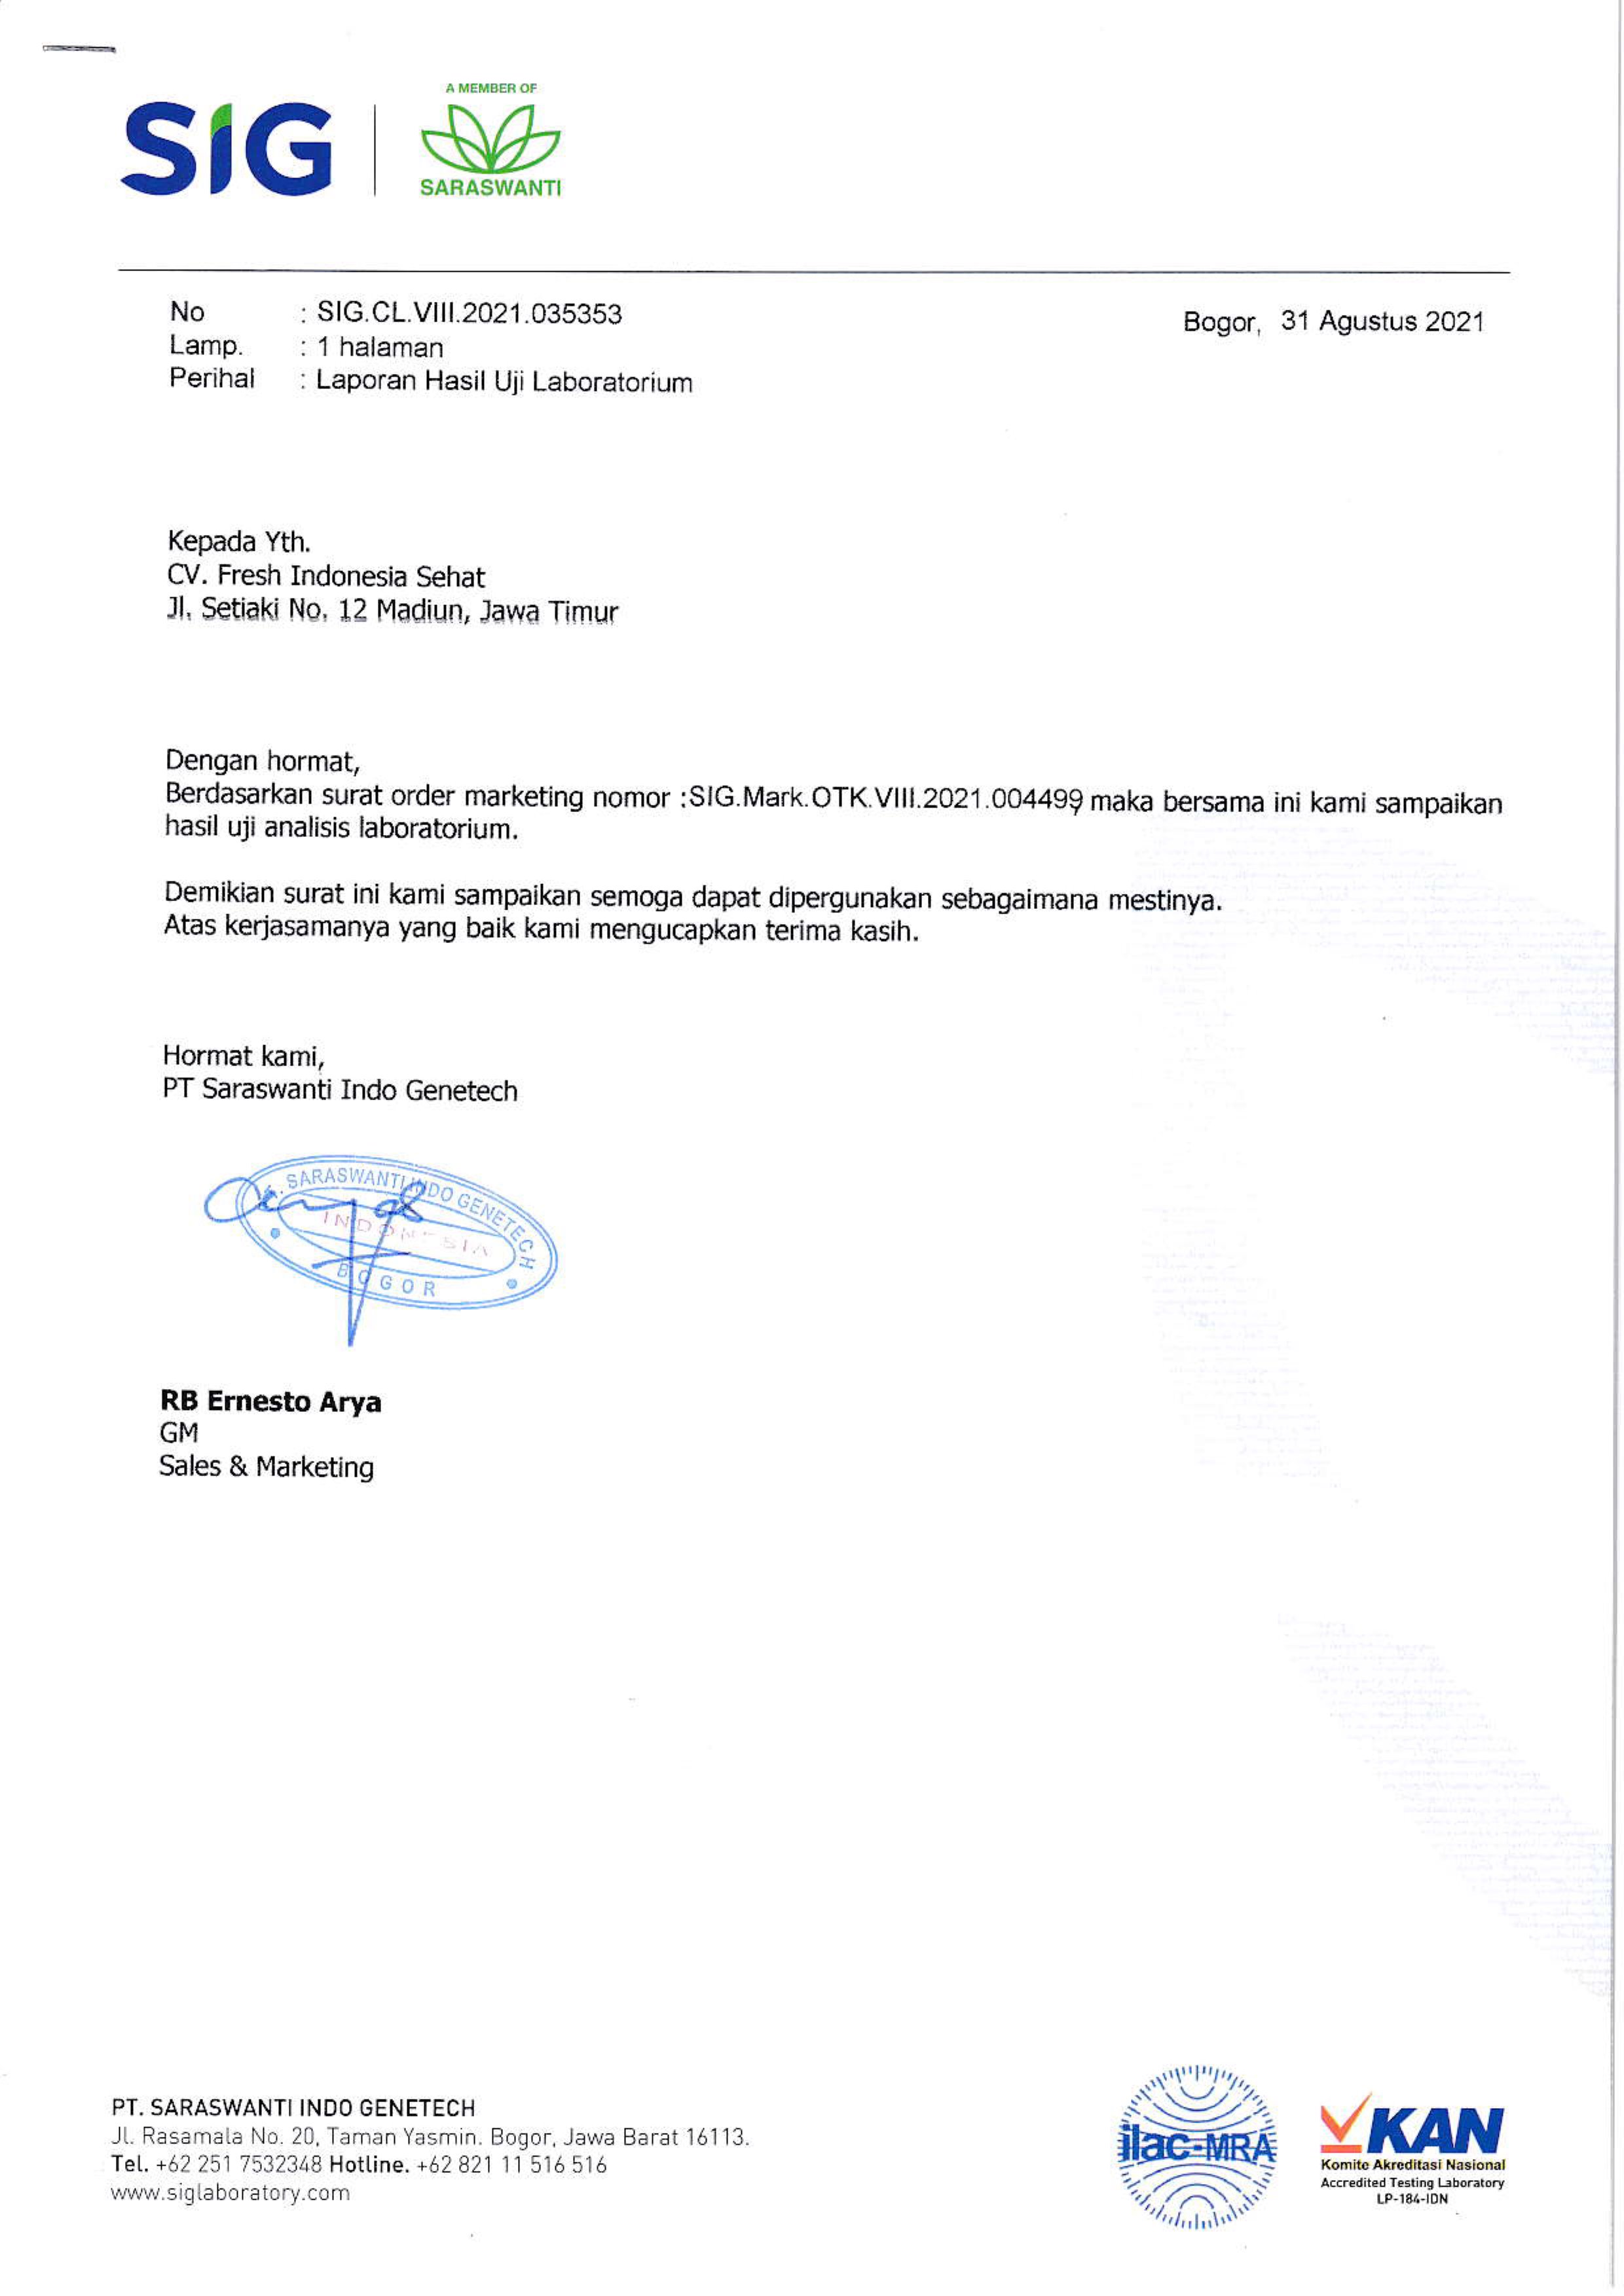 A MEMBER OF
SIG
SARASWANTI
No : SIG.CL.VIII.2021.035353
Bogor, 31 Agustus 2021
Lamp. : 1 halaman
Perihal : Laporan Hasil Uji Laboratorium
Kepada Yth.
CV. Fresh Indonesia Sehat
Jl. Setiaki No. 12 Madiun, Jawa Timur
Dengan hormat,
Berdasarkan surat order marketing nomor :SIG.Mark.OTK.VIII.2021.004499 maka bersama ini kami sampaikan
hasil uji analisis laboratorium.
Demikian surat ini kami sampaikan semoga dapat dipergunakan sebagaimana mestinya.
Atas kerjasamanya yang baik kami mengucapkan terima kasih.
Hormat kami,
PT Saraswanti Indo Genetech
SARASWANTI INDO GENETECH
INDONESIA
BOGOR
RB Ernesto Arya
GM
Sales & Marketing
PT. SARASWANTI INDO GENETECH
Jl. Rasamala No. 20, Taman Yasmin. Bogor, Jawa Barat 16113.
Tel. +62 251 7532348 Hotline. +62 821 11 516 516
www.siglaboratory.com
ilac-MRA
KAN
Komite Akreditasi Nasional
Accredited Testing Laboratory
LP-184-IDN